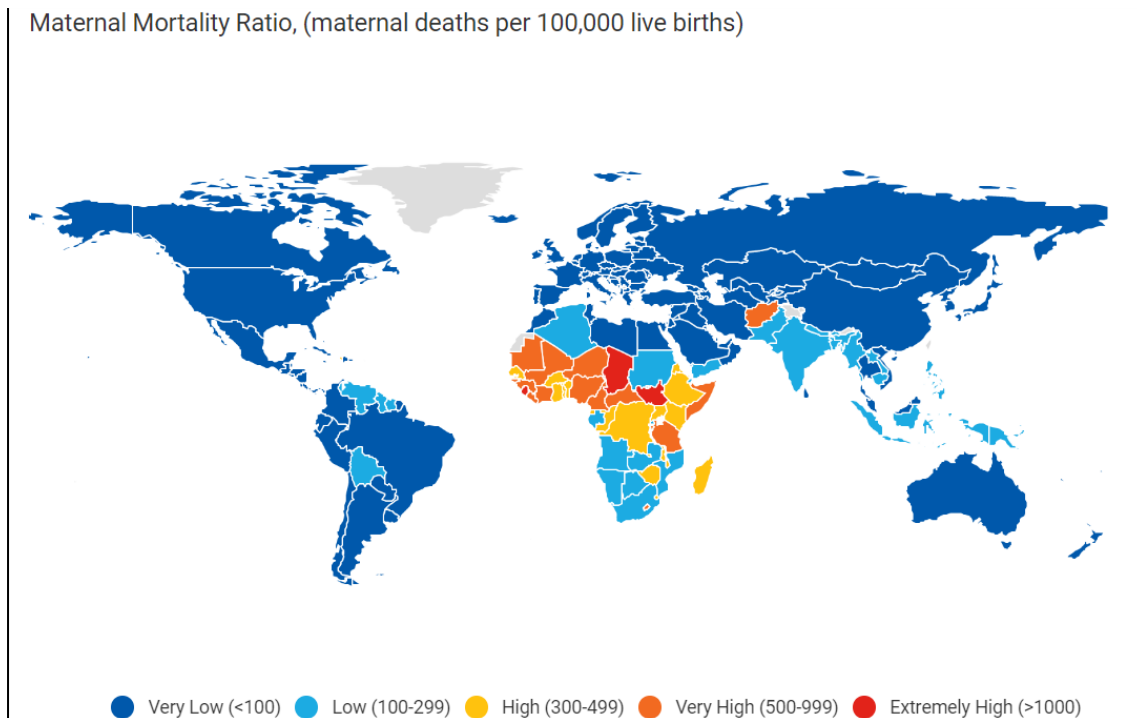 Maternal Mortality Ratio, (maternal deaths per 100,000 live births)
Very Low (<100) Low (100-299) High (300-499) Very High (500-999) Extremely High (>1000)